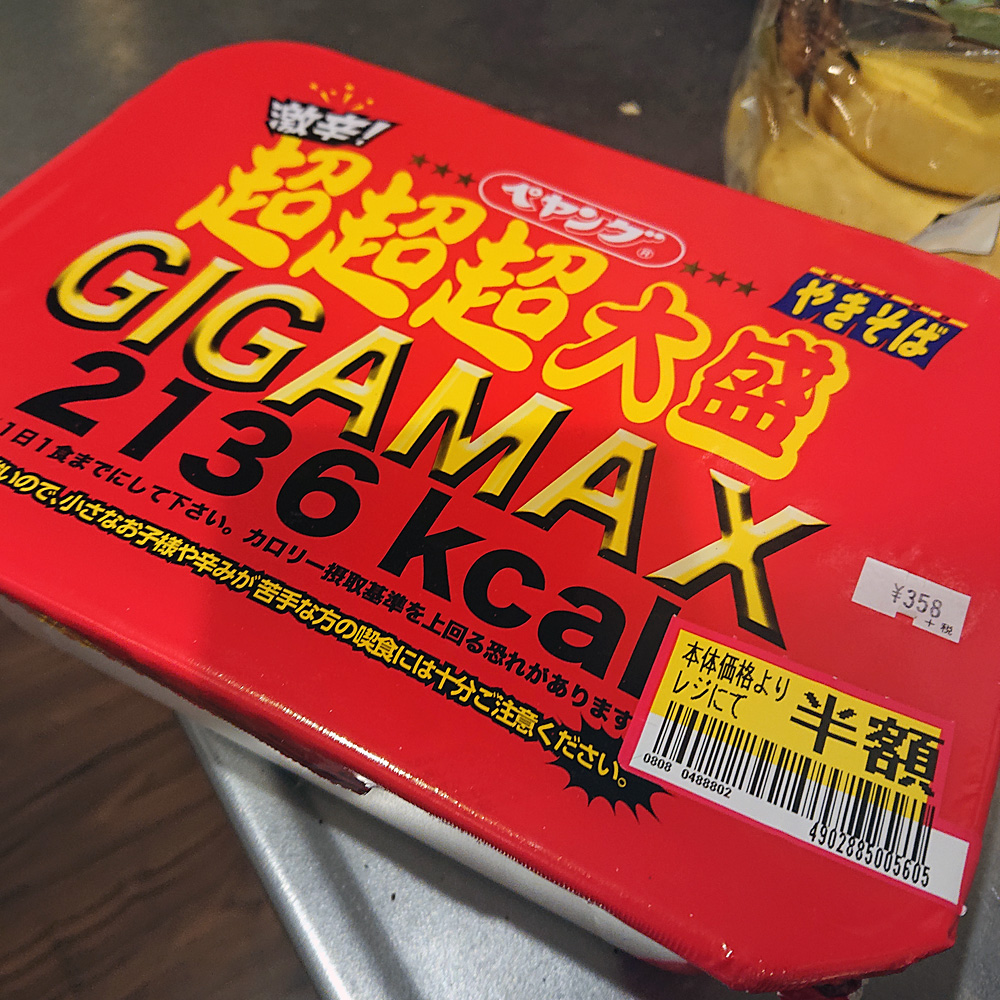 激辛!
ペヤング®
超超超大盛
やきそば
GIGAMAX
2136 kcal
1日1食までにして下さい。カロリー摂取基準を上回る恐れがあります
いので、小さなお子様や辛みが苦手な方の喫食には十分ご注意ください。
¥358
+税
本体価格より
レジにて
半額
0808 0488802
4902885005605